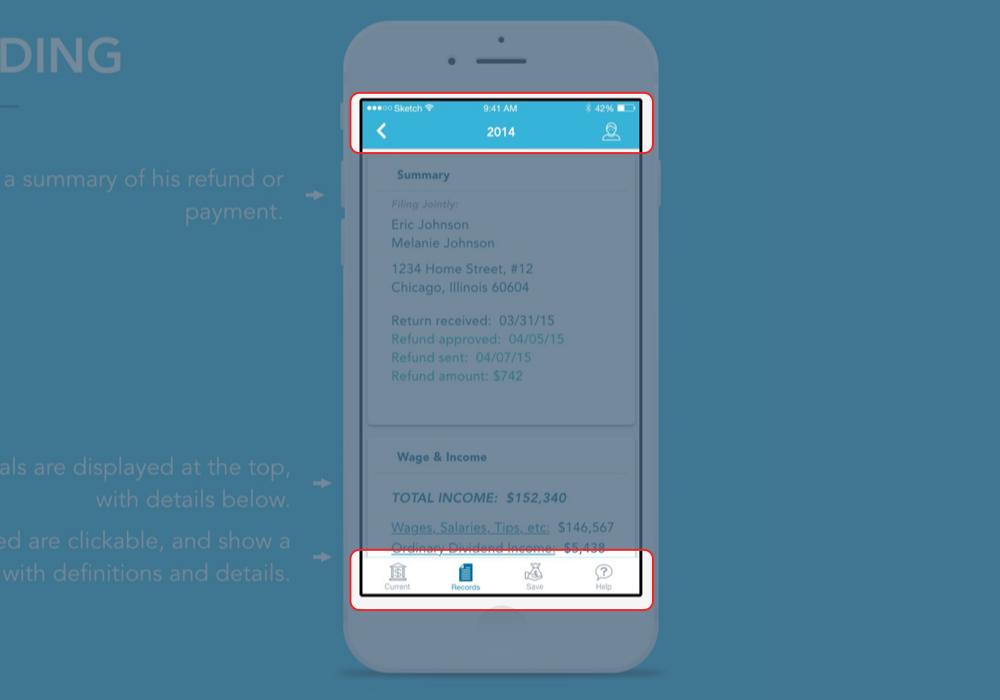 DING
a summary of his refund or
payment.
als are displayed at the top,
with details below.
ed are clickable, and show a
with definitions and details.
Sketch 9:41 AM 42%
2014
Summary
Filing Jointly:
Eric Johnson
Melanie Johnson
1234 Home Street, #12
Chicago, Illinois 60604
Return received: 03/31/15
Refund approved: 04/05/15
Refund sent: 04/07/15
Refund amount: $742
Wage & Income
TOTAL INCOME: $152,340
Wages, Salaries, Tips, etc: $146,567
Ordinary Dividend Income: $5,438
Current Records Save Help